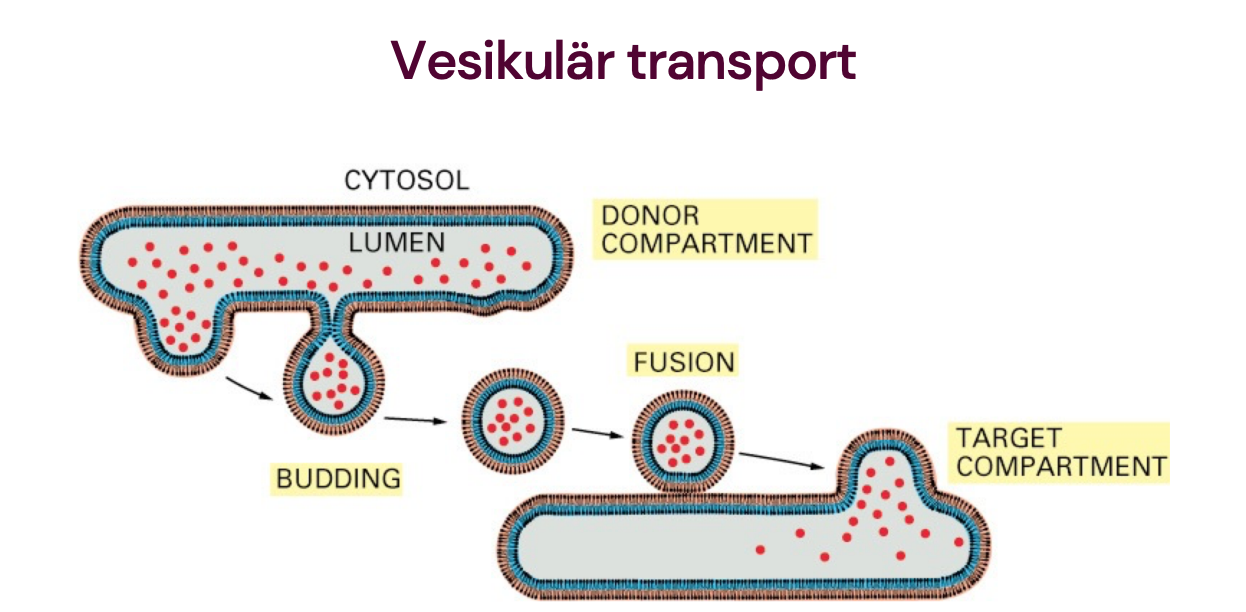 Vesikulär transport
CYTOSOL
LUMEN
DONOR
COMPARTMENT
FUSION
BUDDING
TARGET
COMPARTMENT